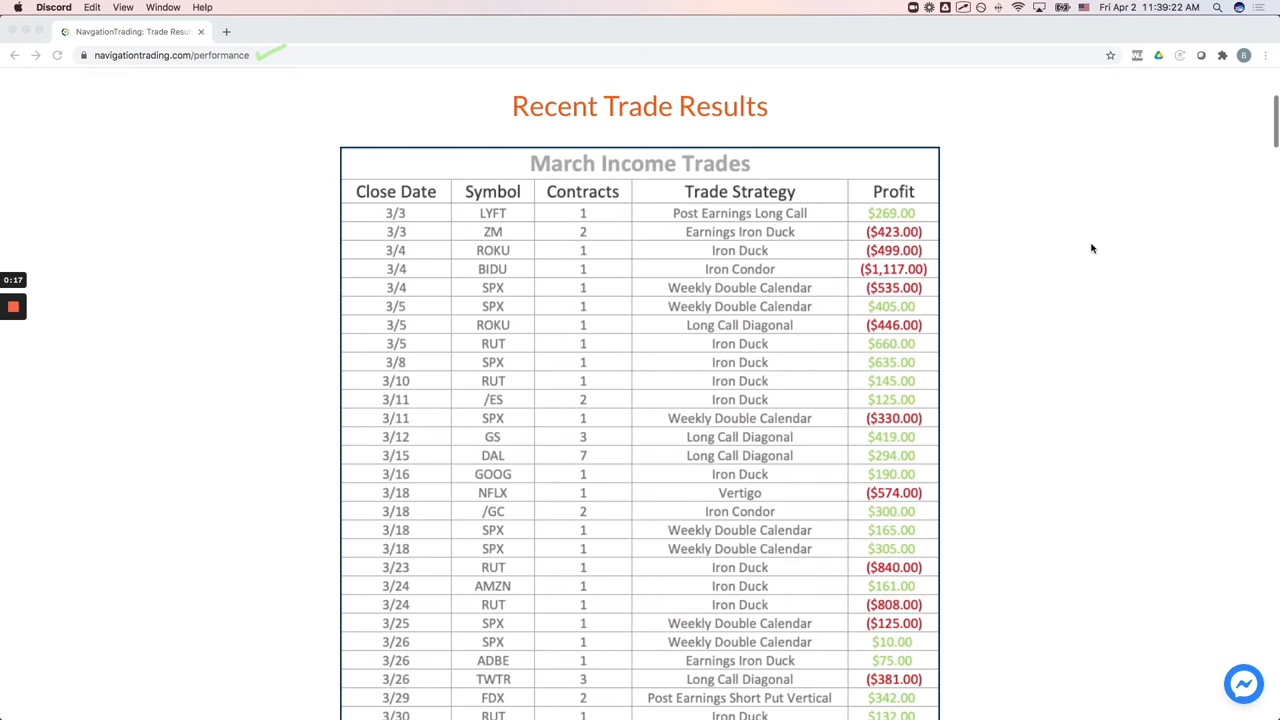 Discord Edit View Window Help Fri Apr 2 11:39:22 AM
NavgationTrading: Trade Resu
navigationtrading.com/performance
Recent Trade Results
March Income Trades
Close Date Symbol Contracts Trade Strategy Profit
3/3 LYFT 1 Post Earnings Long Call $269.00
3/3 ZM 2 Earnings Iron Duck ($423.00)
3/4 ROKU 1 Iron Duck ($499.00)
3/4 BIDU 1 Iron Condor ($1,117.00)
0:17
3/4 SPX 1 Weekly Double Calendar ($535.00)
3/5 SPX 1 Weekly Double Calendar $405.00
3/5 ROKU 1 Long Call Diagonal ($446.00)
3/5 RUT 1 Iron Duck $660.00
3/8 SPX 1 Iron Duck $635.00
3/10 RUT 1 Iron Duck $145.00
3/11 /ES 2 Iron Duck $125.00
3/11 SPX 1 Weekly Double Calendar ($330.00)
3/12 GS 3 Long Call Diagonal $419.00
3/15 DAL 7 Long Call Diagonal $294.00
3/16 GOOG 1 Iron Duck $190.00
3/18 NFLX 1 Vertigo ($574.00)
3/18 /GC 2 Iron Condor $300.00
3/18 SPX 1 Weekly Double Calendar $165.00
3/18 SPX 1 Weekly Double Calendar $305.00
3/23 RUT 1 Iron Duck ($840.00)
3/24 AMZN 1 Iron Duck $161.00
3/24 RUT 1 Iron Duck ($808.00)
3/25 SPX 1 Weekly Double Calendar ($125.00)
3/26 SPX 1 Weekly Double Calendar $10.00
3/26 ADBE 1 Earnings Iron Duck $75.00
3/26 TWTR 3 Long Call Diagonal ($381.00)
3/29 FDX 2 Post Earnings Short Put Vertical $342.00
3/30 RUT 1 Iron Duck $132.00